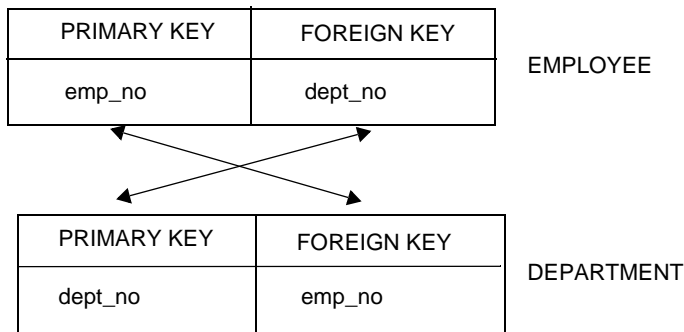 PRIMARY KEY FOREIGN KEY
EMPLOYEE
emp_no dept_no
PRIMARY KEY FOREIGN KEY
DEPARTMENT
dept_no emp_no